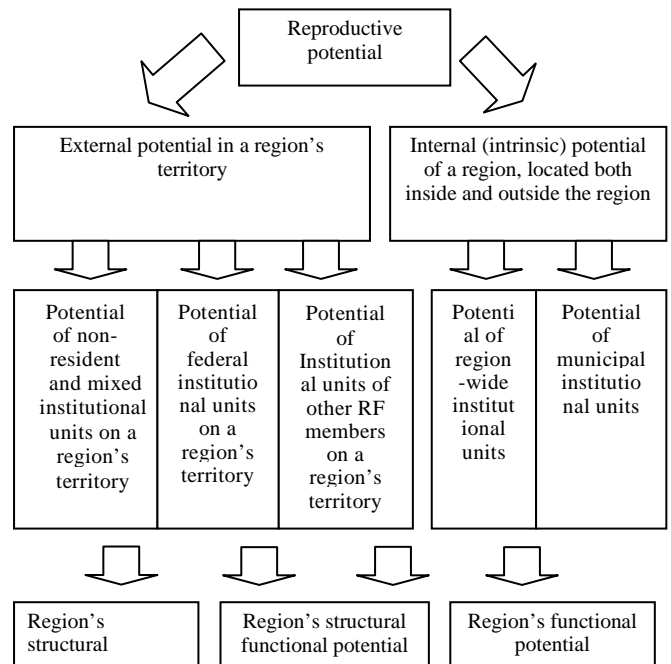 Reproductive
potential
External potential in a region's
territory
Internal (intrinsic) potential
of a region, located both
inside and outside the region
Potential
of non-
resident
and mixed
institutional
units on a
region's
territory
Potential
of
federal
institutio
nal units
on a
region's
territory
Potential
of
Institution
al units of
other RF
members
on a
region's
territory
Potenti
al of
region
-wide
institut
ional
units
Potential
of
municipal
institutio
nal units
Region's
structural
Region's structural
functional potential
Region's functional
potential